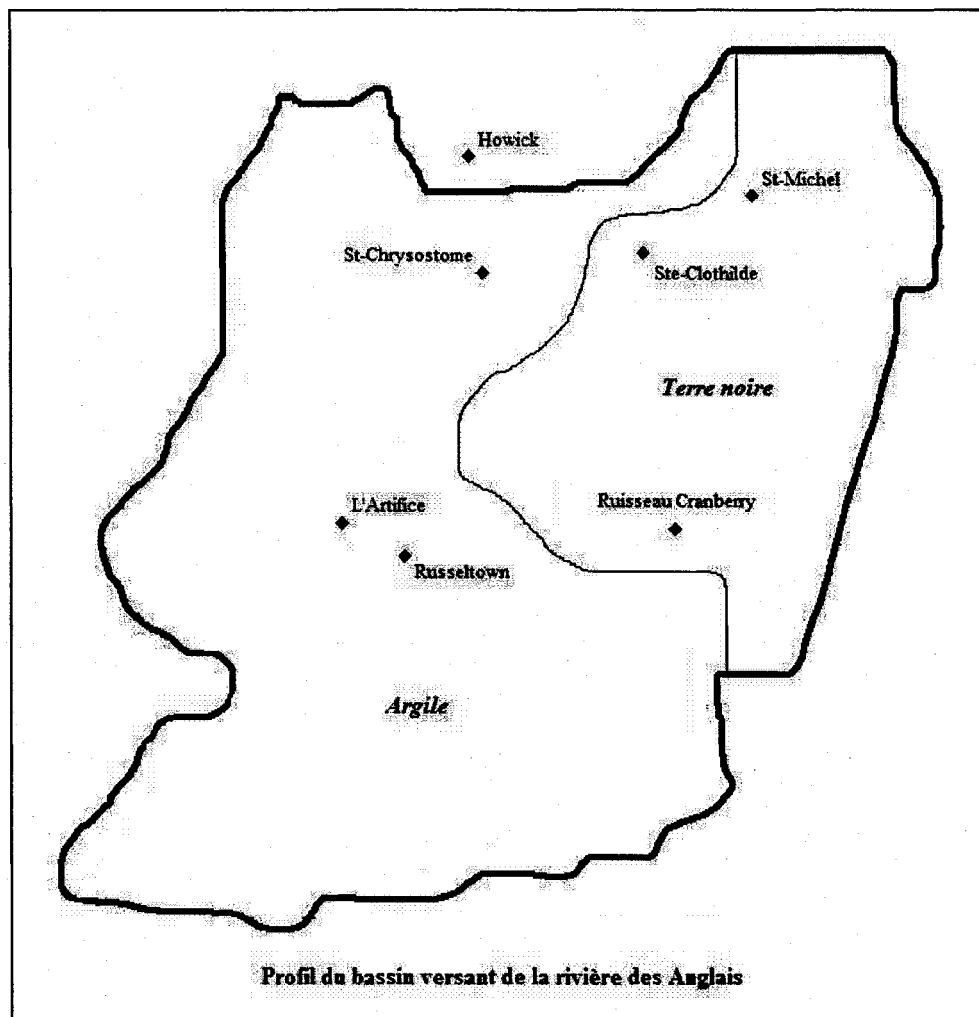 Howick
St-Michel
St-Chrysostome
Ste-Clothilde
Terre noire
L'Artifice
Ruisseau Cranberry
Russeltown
Argile
Profil du bassin versant de la rivière des Anglais